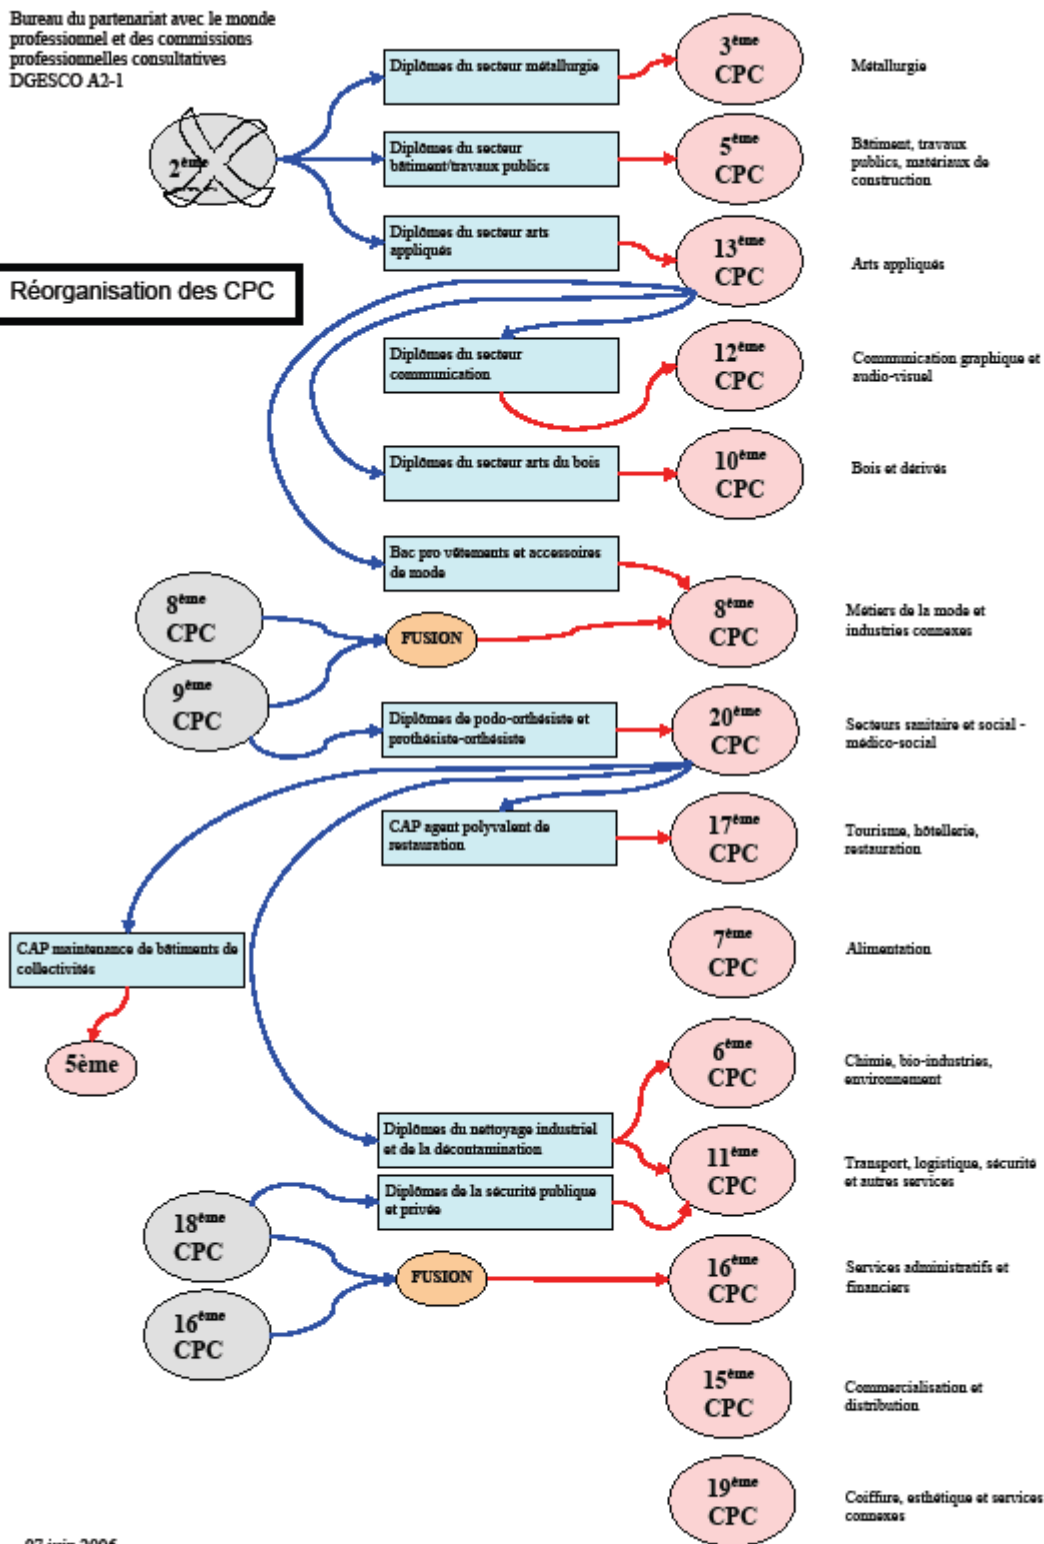 Bureau du partenariat avec le monde
professionnel et des commissions
professionnelles consultatives
DGESCO A2-1
Diplômes du secteur métallurgie
3ème
CPC
Métallurgie
2ème
Diplômes du secteur
bâtiment/travaux publics
5ème
CPC
Bâtiment, travaux
publics, matériaux de
construction
Diplômes du secteur arts
appliqués
13ème
CPC
Arts appliqués
Réorganisation des CPC
Diplômes du secteur
communication
12ème
CPC
Communication graphique et
audio-visuel
Diplômes du secteur arts du bois
10ème
CPC
Bois et dérivés
Bac pro vêtements et accessoires
de mode
8ème
CPC
FUSION
8ème
CPC
Métiers de la mode et
industries connexes
9ème
CPC
Diplômes de podo-orthésiste et
prothésiste-orthésiste
20ème
CPC
Secteurs sanitaire et social -
médico-social
CAP agent polyvalent de
restauration
17ème
CPC
Tourisme, hôtellerie,
restauration
CAP maintenance de bâtiments de
collectivités
7ème
CPC
Alimentation
5ème
6ème
CPC
Chimie, bio-industries,
environnement
Diplômes du nettoyage industriel
et de la décontamination
11ème
CPC
Transport, logistique, sécurité
et autres services
Diplômes de la sécurité publique
et privée
18ème
CPC
FUSION
16ème
CPC
Services administratifs et
financiers
16ème
CPC
15ème
CPC
Commercialisation et
distribution
19ème
CPC
Coiffure, esthétique et services
connexes
07 juin 2006